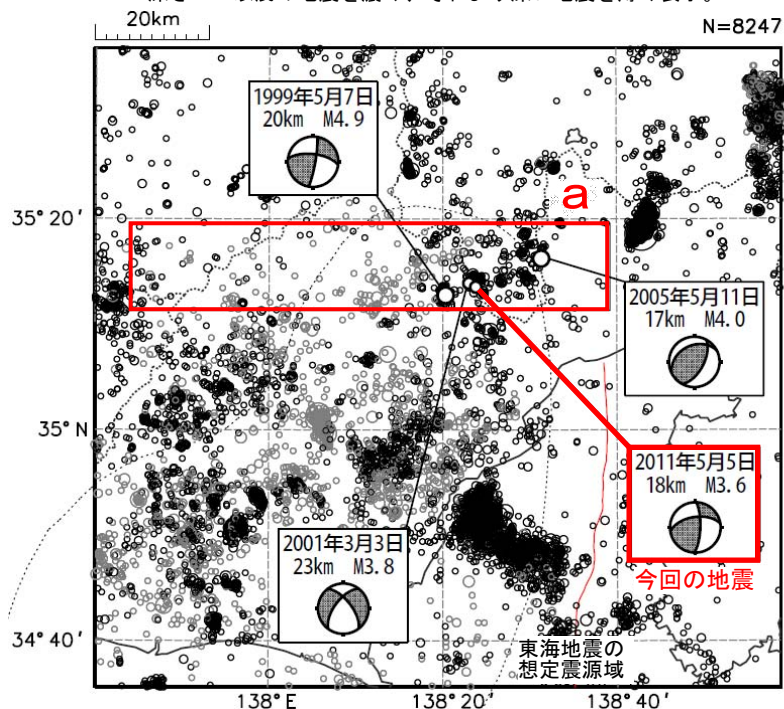 20km
N=8247
1999年5月7日
20km M4.9
a
35°20′
2005年5月11日
17km M4.0
35°N
2011年5月5日
18km M3.6
今回の地震
2001年3月3日
23km M3.8
34°40′
東海地震の
想定震源域
138°E
138°20′
138°40′